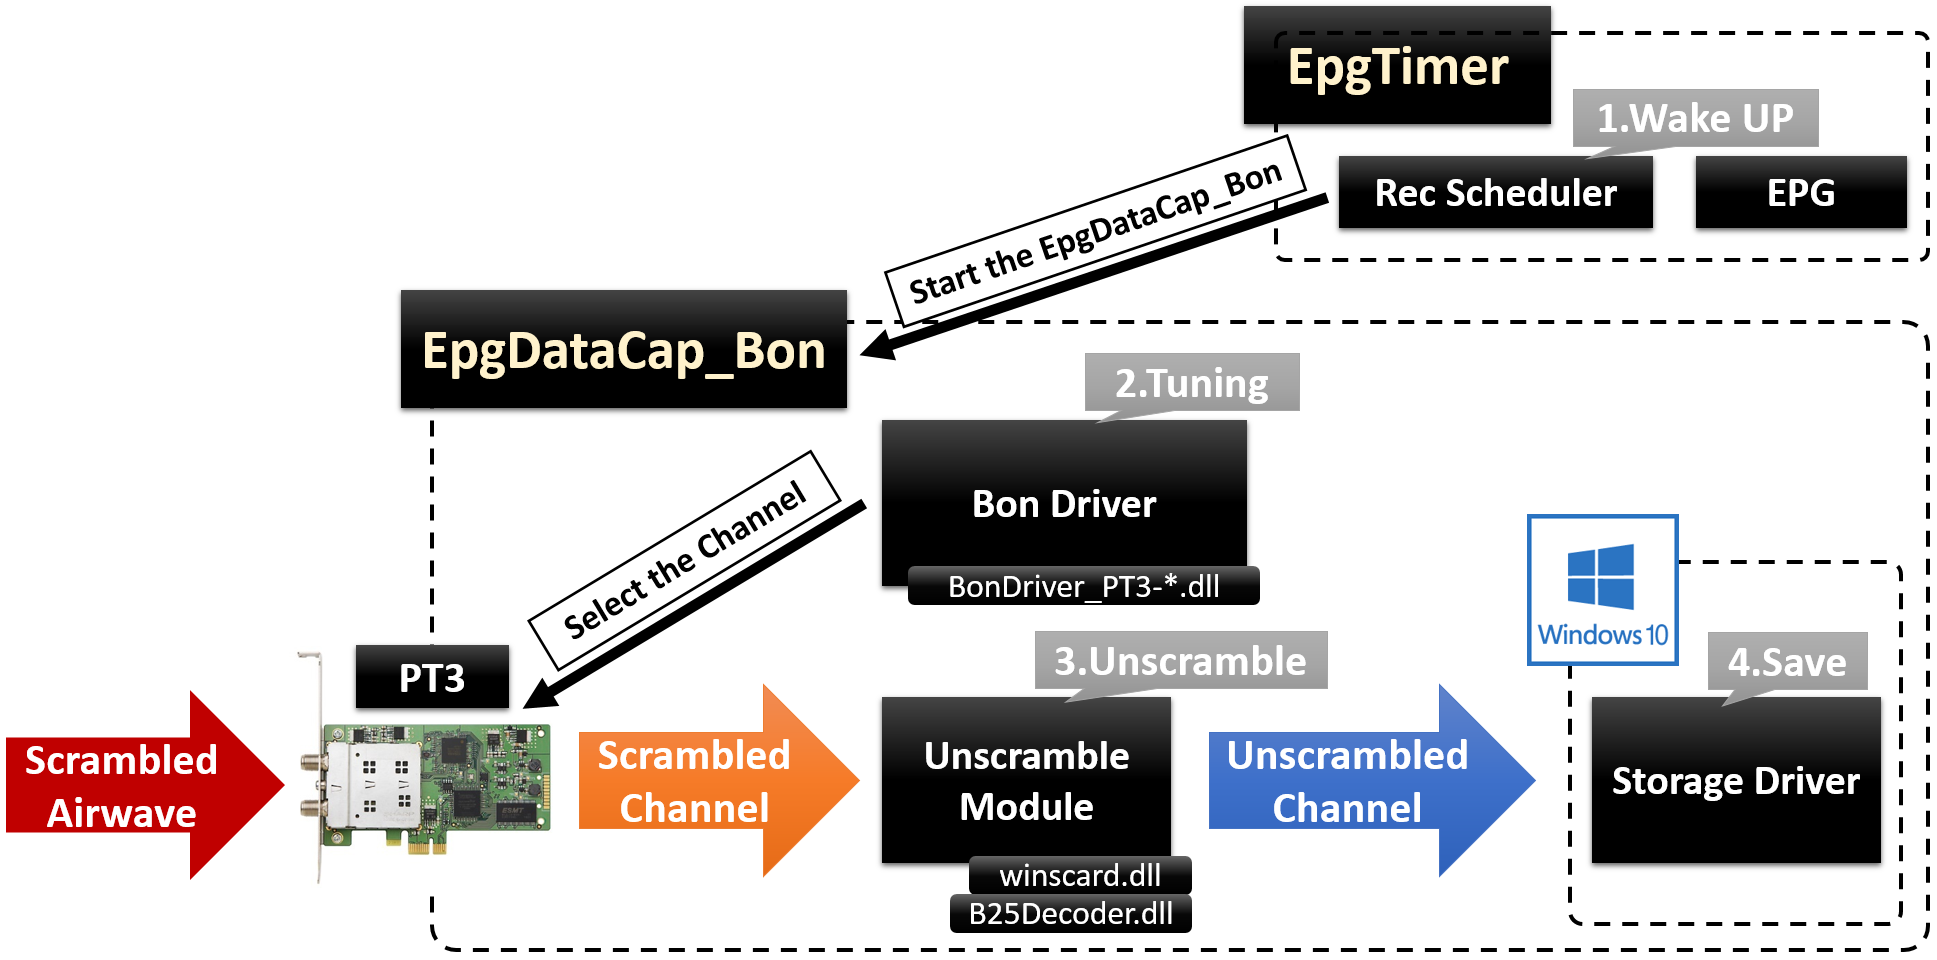 EpgTimer
1.Wake UP
Rec Scheduler
EPG
Start the EpgDataCap_Bon
EpgDataCap_Bon
2.Tuning
Bon Driver
BonDriver_PT3-*.dll
Select the Channel
Windows 10
PT3
3.Unscramble
4.Save
Scrambled
Airwave
Scrambled
Channel
Unscramble
Module
winscard.dll
B25Decoder.dll
Unscrambled
Channel
Storage Driver